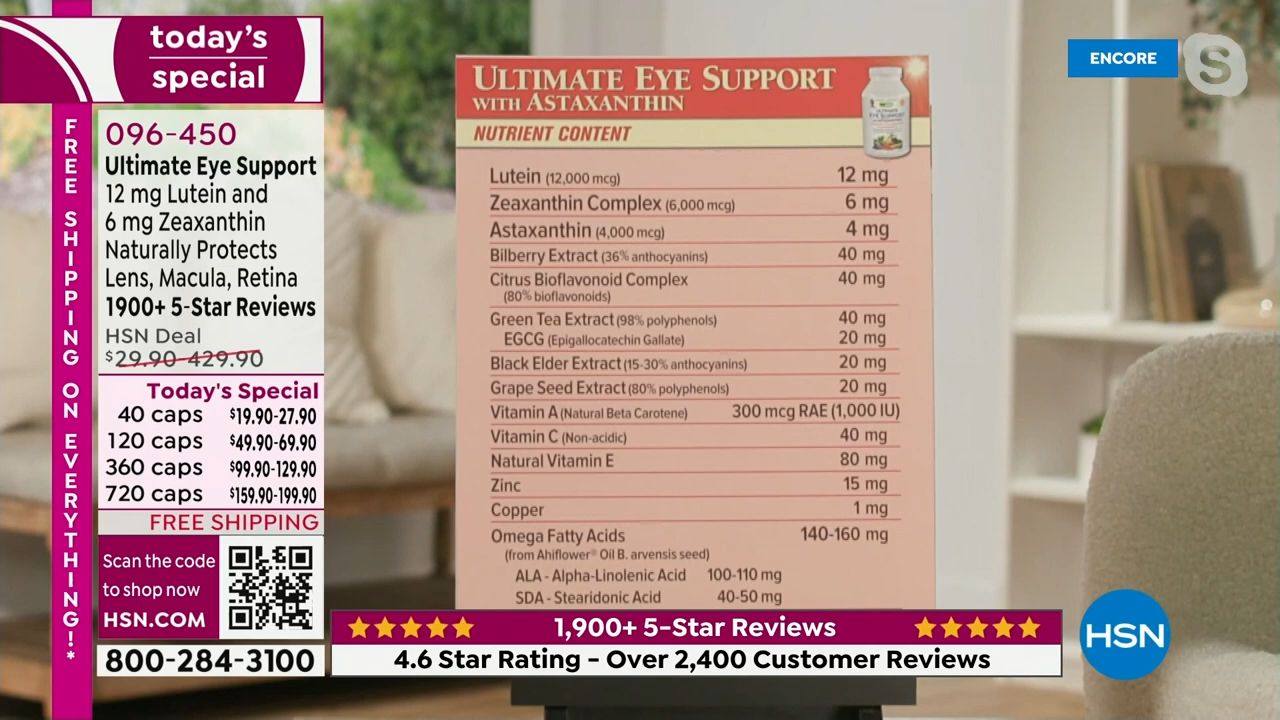 today's
special
FREE SHIPPING ON EVERYTHING!*
096-450
Ultimate Eye Support
12 mg Lutein and
6 mg Zeaxanthin
Naturally Protects
Lens, Macula, Retina
1900+ 5-Star Reviews
HSN Deal
$29.90-429.90
Today's Special
40 caps $19.90-27.90
120 caps $49.90-69.90
360 caps $99.90-129.90
720 caps $159.90-199.90
FREE SHIPPING
Scan the code
to shop now
HSN.COM
800-284-3100
ULTIMATE EYE SUPPORT
WITH ASTAXANTHIN
NUTRIENT CONTENT
Lutein (12,000 mcg) 12 mg
Zeaxanthin Complex (6,000 mcg) 6 mg
Astaxanthin (4,000 mcg) 4 mg
Bilberry Extract (36% anthocyanins) 40 mg
Citrus Bioflavonoid Complex 40 mg
(80% bioflavonoids)
Green Tea Extract (98% polyphenols) 40 mg
EGCG (Epigallocatechin Gallate) 20 mg
Black Elder Extract (15-30% anthocyanins) 20 mg
Grape Seed Extract (80% polyphenols) 20 mg
Vitamin A (Natural Beta Carotene) 300 mcg RAE (1,000 IU)
Vitamin C (Non-acidic) 40 mg
Natural Vitamin E 80 mg
Zinc 15 mg
Copper 1 mg
Omega Fatty Acids 140-160 mg
(from Ahiflower® Oil B. arvensis seed)
ALA - Alpha-Linolenic Acid 100-110 mg
SDA - Stearidonic Acid 40-50 mg
ENCORE
S
1,900+ 5-Star Reviews
4.6 Star Rating – Over 2,400 Customer Reviews
HSN